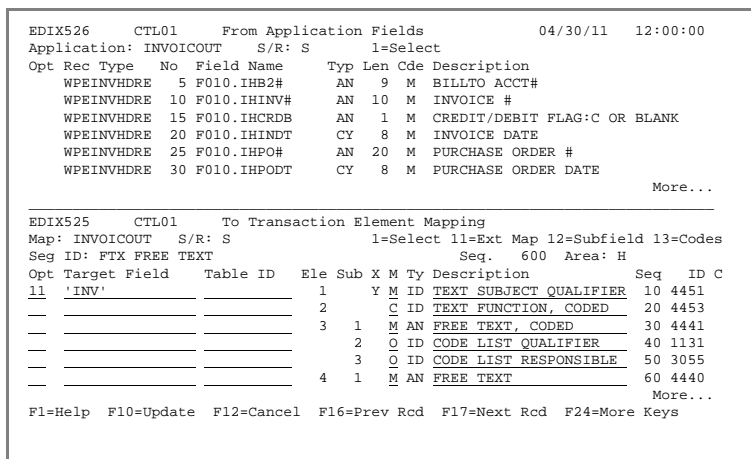 EDIX526 CTL01 From Application Fields 04/30/11 12:00:00
Application: INVOICOUT S/R: S 1=Select
Opt Rec Type No Field Name Typ Len Cde Description
WPEINVHDRE 5 F010.IHB2# AN 9 M BILLTO ACCT#
WPEINVHDRE 10 F010.IHINV# AN 10 M INVOICE #
WPEINVHDRE 15 F010.IHCRDB AN 1 M CREDIT/DEBIT FLAG:C OR BLANK
WPEINVHDRE 20 F010.IHINDT CY 8 M INVOICE DATE
WPEINVHDRE 25 F010.IHPO# AN 20 M PURCHASE ORDER #
WPEINVHDRE 30 F010.IHPODT CY 8 M PURCHASE ORDER DATE
More...
EDIX525 CTL01 To Transaction Element Mapping
Map: INVOICOUT S/R: S 1=Select 11=Ext Map 12=Subfield 13=Codes
Seg ID: FTX FREE TEXT Seq. 600 Area: H
Opt Target Field Table ID Ele Sub X M Ty Description Seq ID C
11 'INV' 1 Y M ID TEXT SUBJECT QUALIFIER 10 4451
2 C ID TEXT FUNCTION, CODED 20 4453
3 1 M AN FREE TEXT, CODED 30 4441
2 O ID CODE LIST QUALIFIER 40 1131
3 O ID CODE LIST RESPONSIBLE 50 3055
4 1 M AN FREE TEXT 60 4440
More...
F1=Help F10=Update F12=Cancel F16=Prev Rcd F17=Next Rcd F24=More Keys